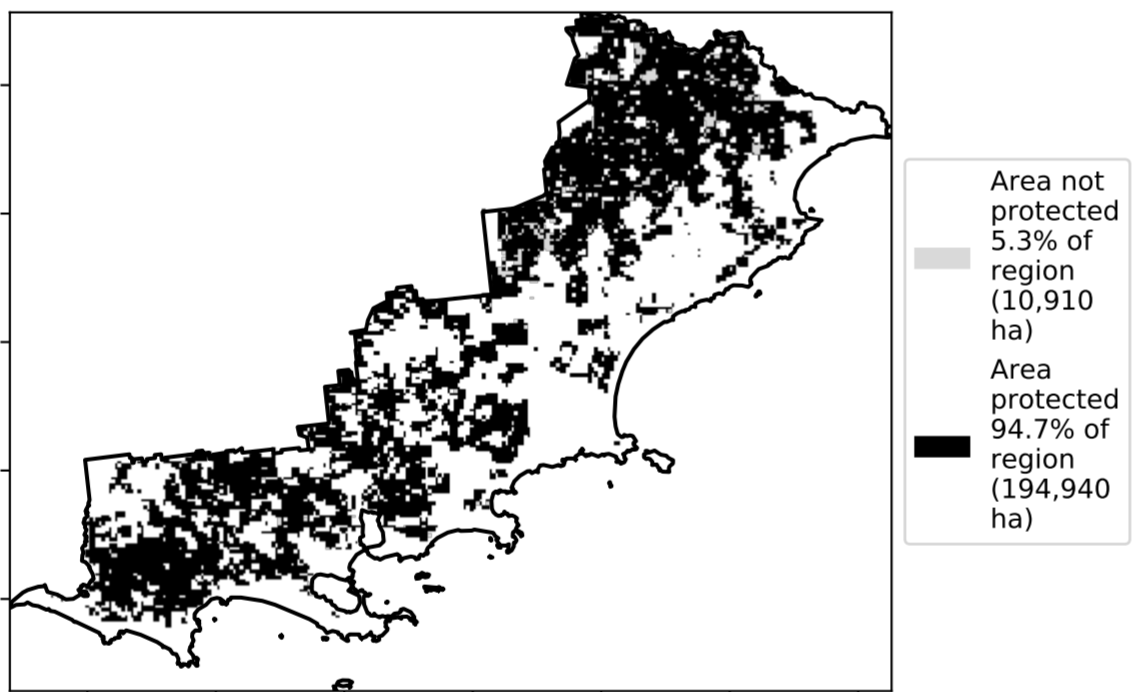 Area not
protected
5.3% of
region
(10,910
ha)
Area
protected
94.7% of
region
(194,940
ha)